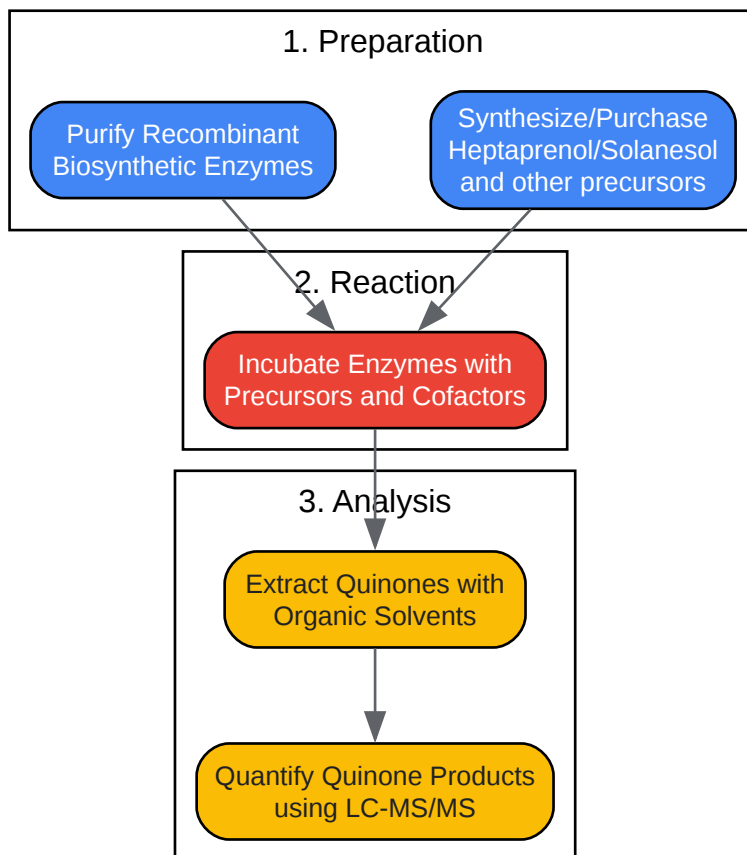 1. Preparation
Purify Recombinant
Biosynthetic Enzymes
Synthesize/Purchase
Heptaprenol/Solanesol
and other precursors
2. Reaction
Incubate Enzymes with
Precursors and Cofactors
3. Analysis
Extract Quinones with
Organic Solvents
Quantify Quinone Products
using LC-MS/MS